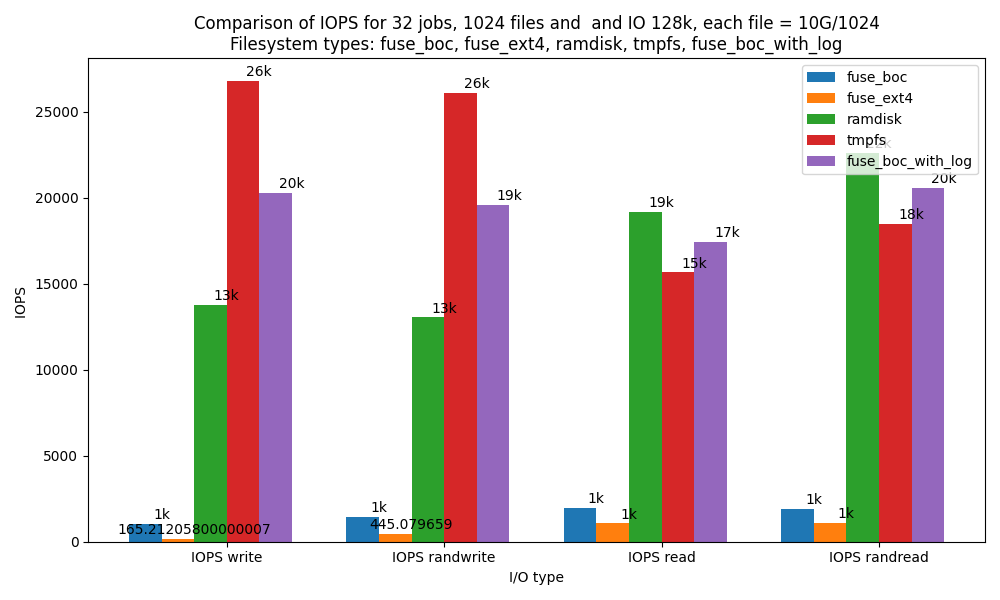 Comparison of IOPS for 32 jobs, 1024 files and  and IO 128k, each file = 10G/1024
Filesystem types: fuse_boc, fuse_ext4, ramdisk, tmpfs, fuse_boc_with_log
fuse_boc
fuse_ext4
ramdisk
tmpfs
fuse_boc_with_log
IOPS
25000
20000
15000
10000
5000
0
1k
165.21205800000007
13k
26k
20k
1k
445.079659
13k
26k
19k
1k
1k
19k
15k
17k
1k
1k
18k
20k
IOPS write
IOPS randwrite
IOPS read
IOPS randread
I/O type